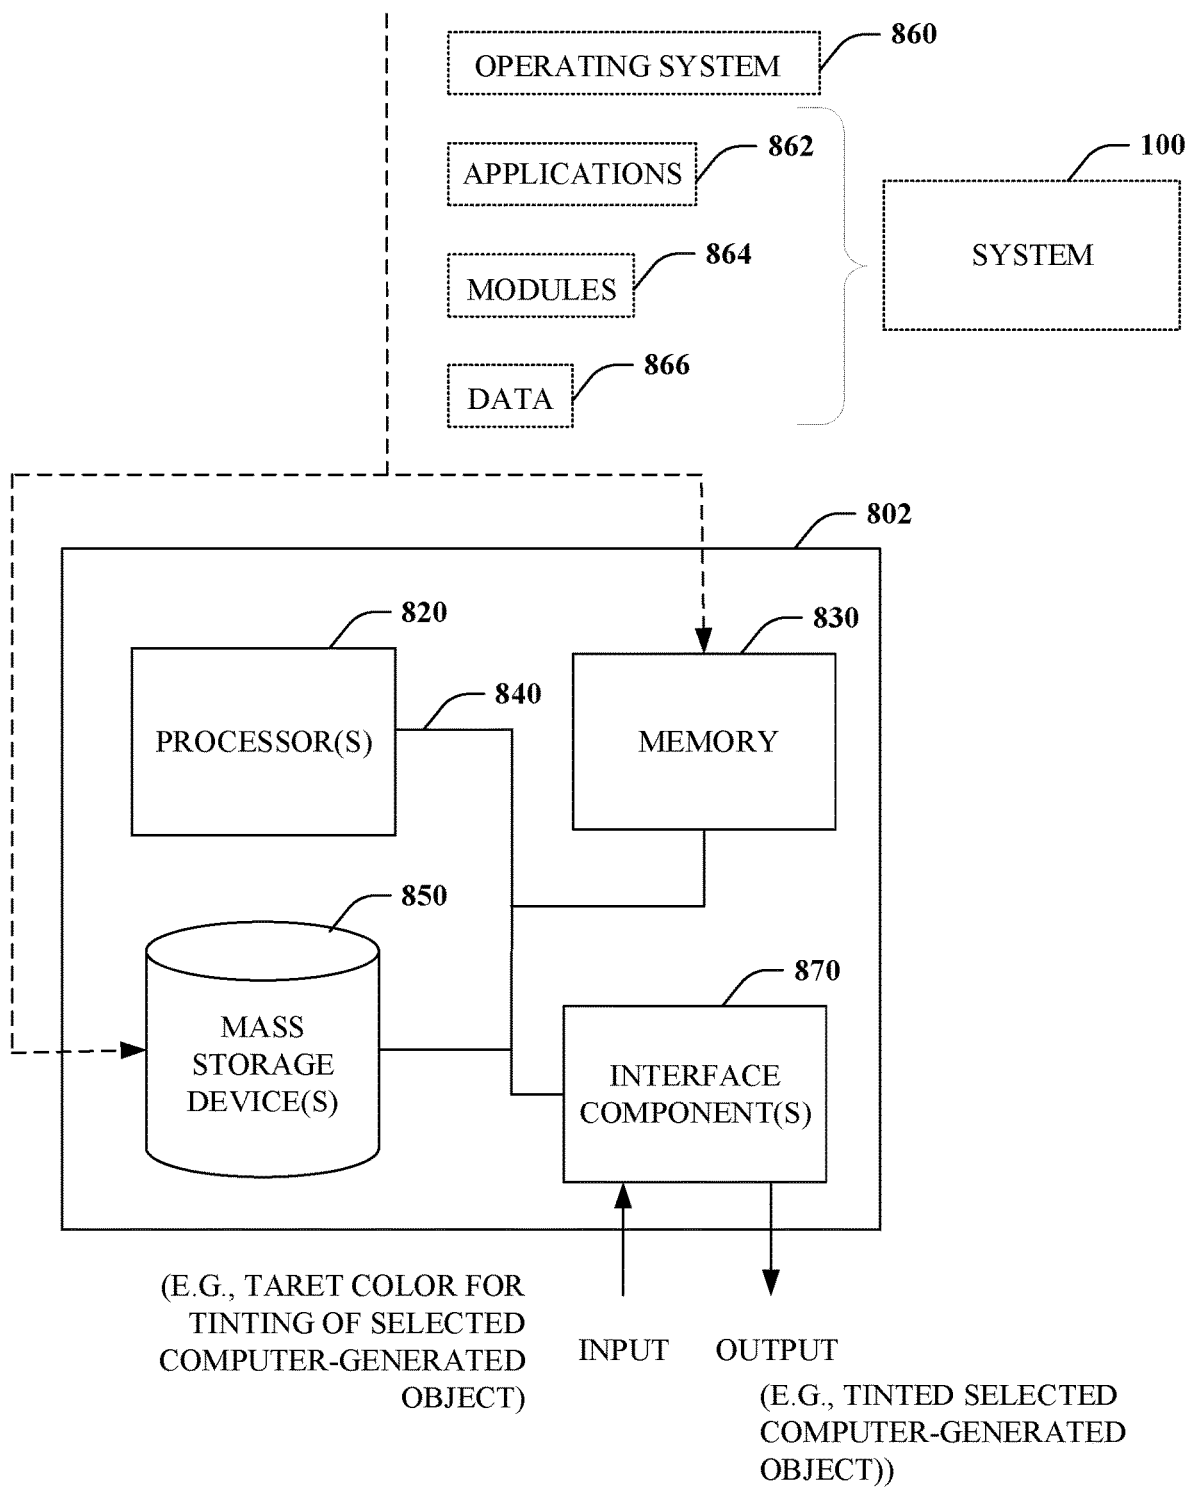 860
OPERATING SYSTEM
862
APPLICATIONS
100
SYSTEM
864
MODULES
866
DATA
802
820
PROCESSOR(S)
830
MEMORY
840
850
MASS
STORAGE
DEVICE(S)
870
INTERFACE
COMPONENT(S)
(E.G., TARET COLOR FOR
TINTING OF SELECTED
COMPUTER-GENERATED
OBJECT)
INPUT
OUTPUT
(E.G., TINTED SELECTED
COMPUTER-GENERATED
OBJECT))